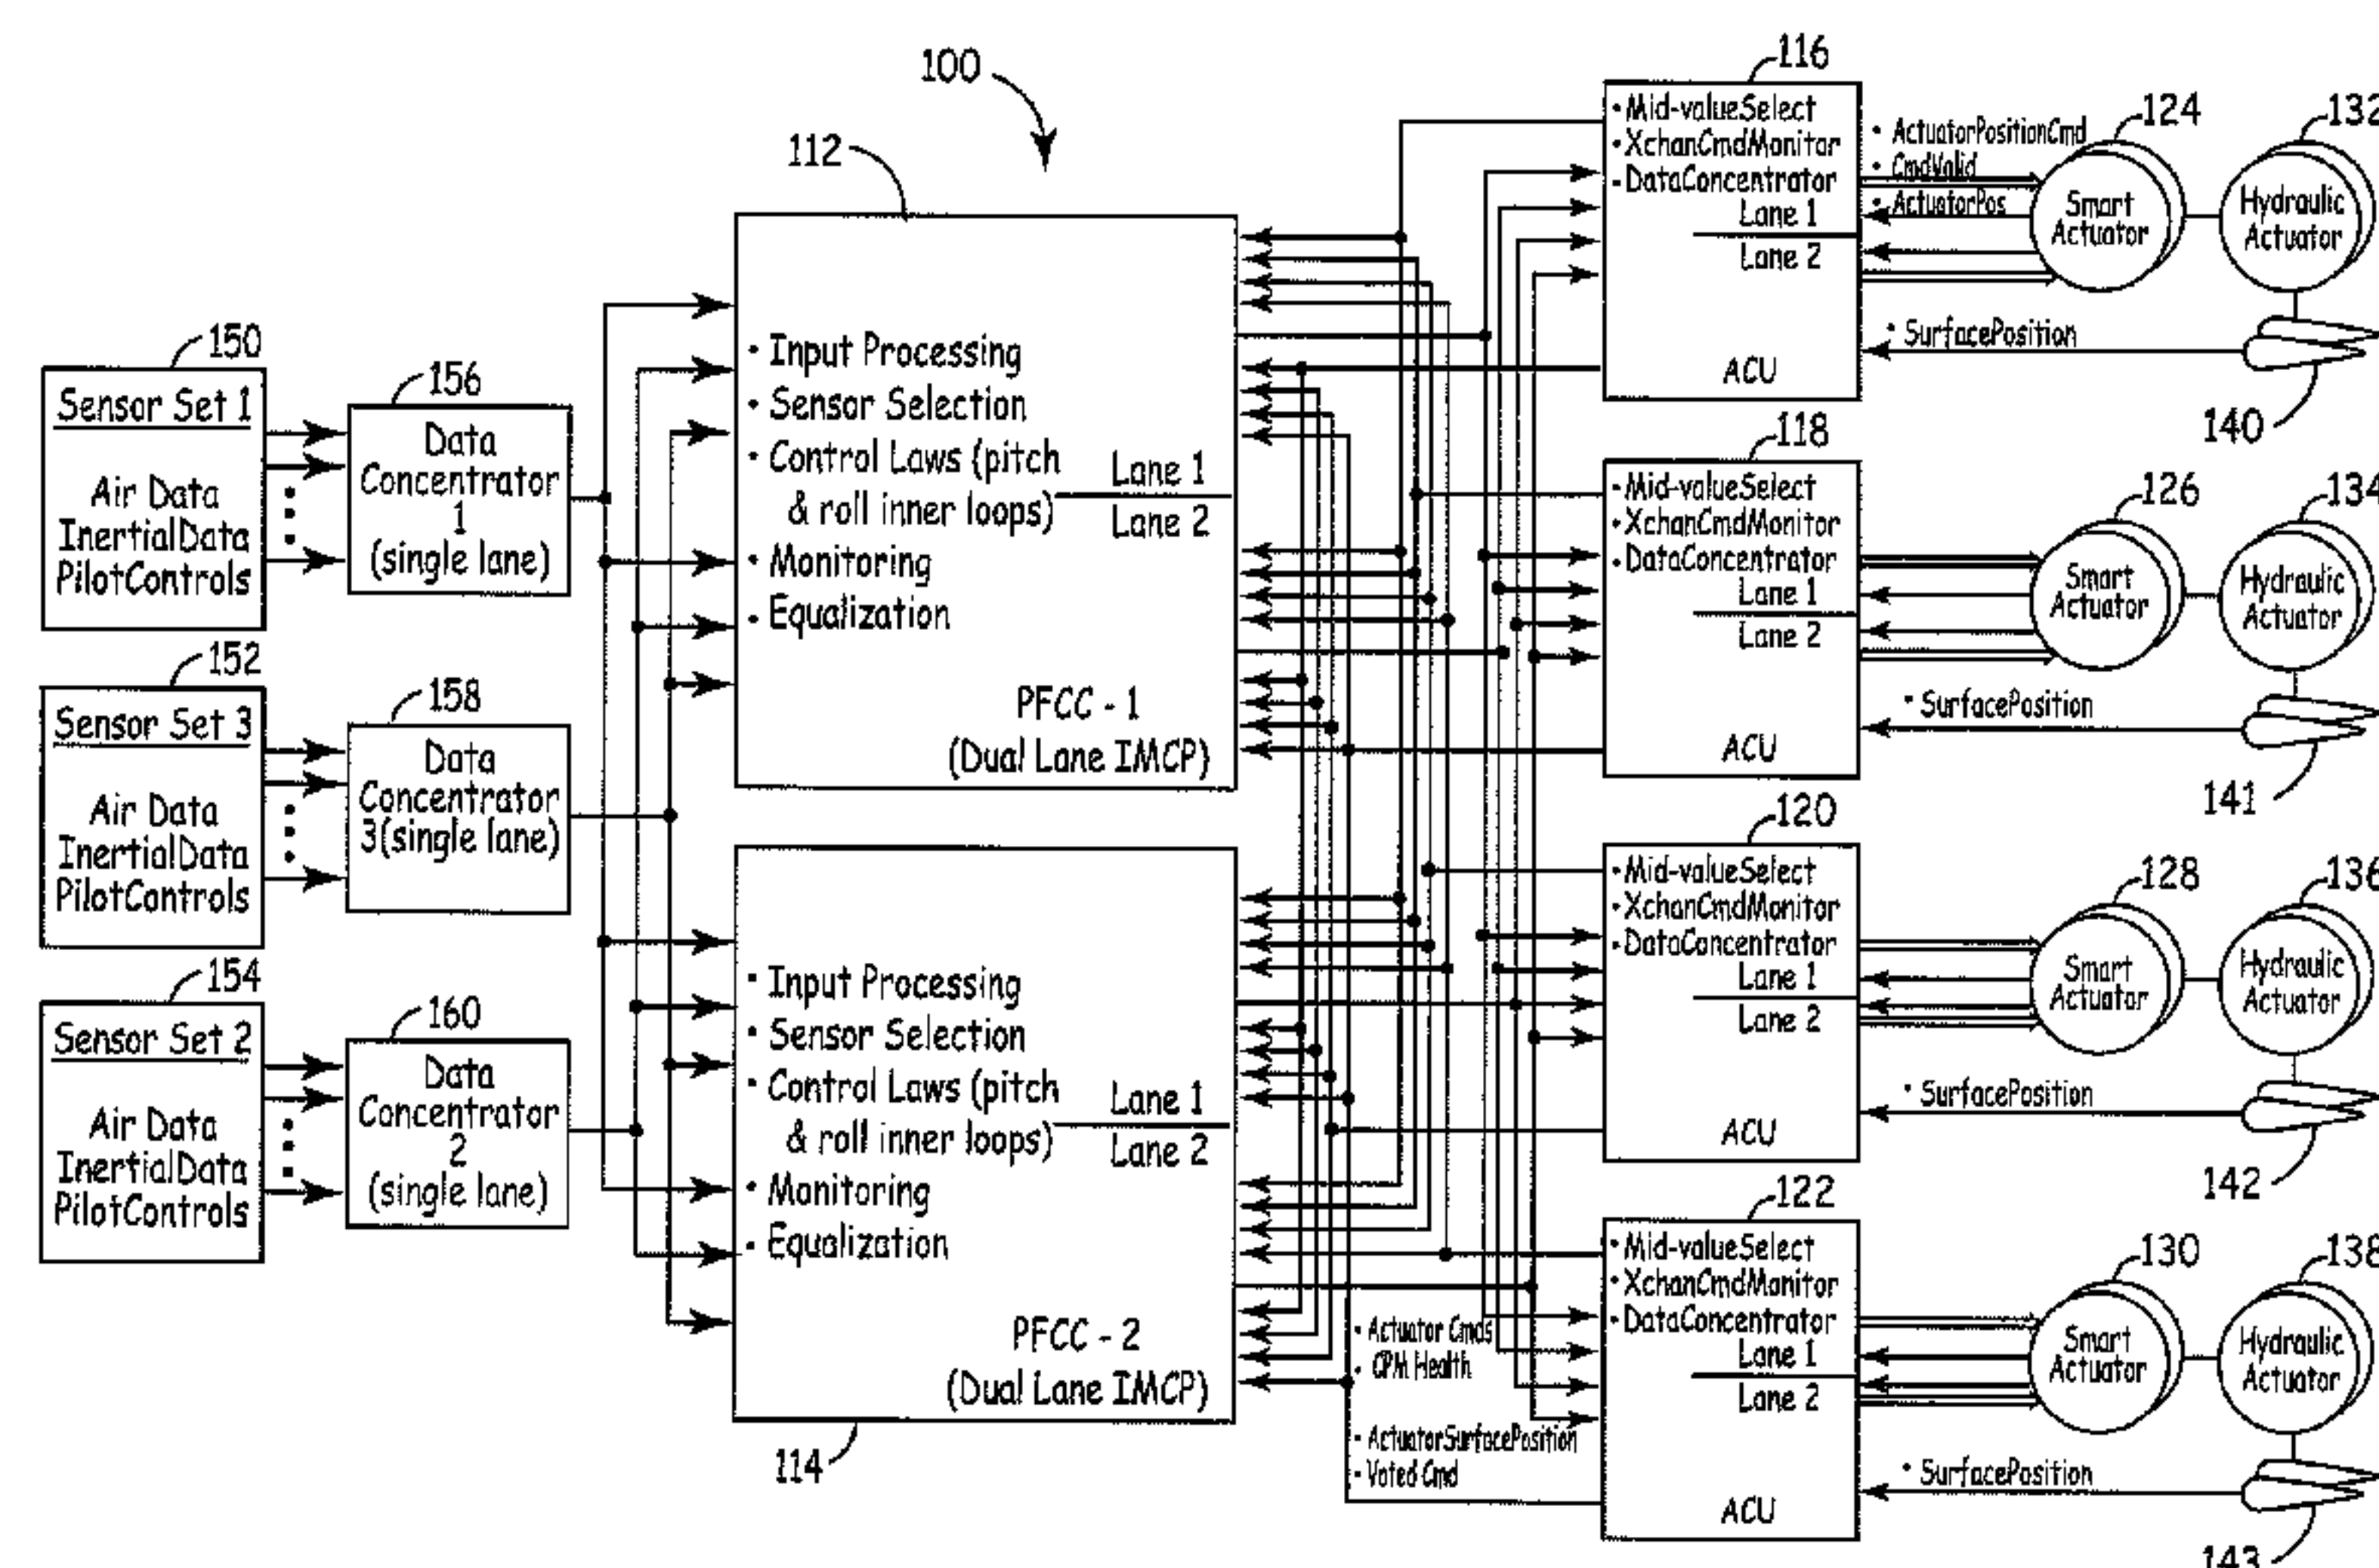 100
112
150
Sensor Set 1
Air Data
InertialData
PilotControls
156
Data
Concentrator
1
(single lane)
152
Sensor Set 3
Air Data
InertialData
PilotControls
158
Data
Concentrator
3(single lane)
154
Sensor Set 2
Air Data
InertialData
PilotControls
160
Data
Concentrator
2
(single lane)
• Input Processing
• Sensor Selection
• Control Laws (pitch
& roll inner loops)
Lane 1
Lane 2
• Monitoring
• Equalization
PFCC - 1
(Dual Lane IMCP)
• Input Processing
• Sensor Selection
• Control Laws (pitch
& roll inner loops)
Lane 1
Lane 2
• Monitoring
• Equalization
PFCC - 2
(Dual Lane IMCP)
114
• Actuator Cmds
• CPM Health
• ActuatorSurfacePosition
• Voted Cmd
116
• Mid-valueSelect
• XchanCmdMonitor
• DataConcentrator
Lane 1
Lane 2
ACU
• ActuatorPositionCmd
• CmdValid
• ActuatorPos
124
Smart
Actuator
132
Hydraulic
Actuator
• SurfacePosition
140
118
• Mid-valueSelect
• XchanCmdMonitor
• DataConcentrator
Lane 1
Lane 2
ACU
126
Smart
Actuator
134
Hydraulic
Actuator
• SurfacePosition
141
120
• Mid-valueSelect
• XchanCmdMonitor
• DataConcentrator
Lane 1
Lane 2
ACU
128
Smart
Actuator
136
Hydraulic
Actuator
• SurfacePosition
142
122
• Mid-valueSelect
• XchanCmdMonitor
• DataConcentrator
Lane 1
Lane 2
ACU
130
Smart
Actuator
138
Hydraulic
Actuator
• SurfacePosition
143